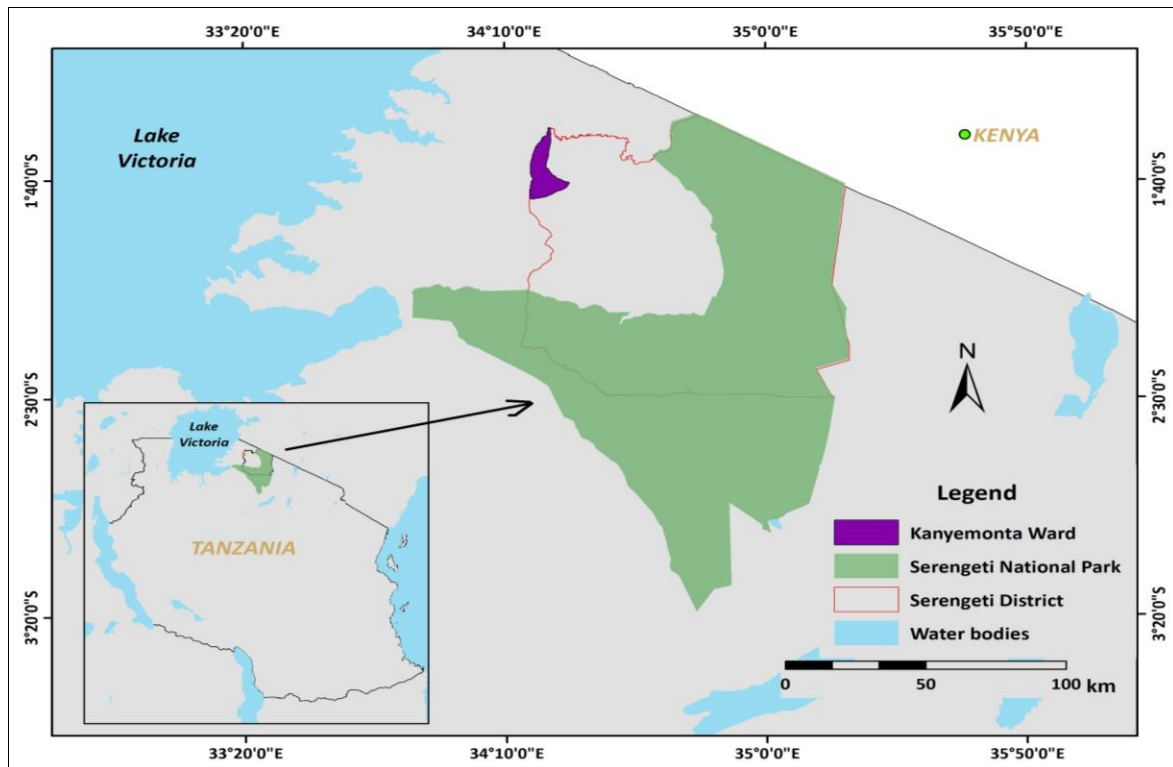 33°20'0"E
34°10'0"E
35°0'0"E
35°50'0"E
Lake
Victoria
KENYA
1°40'0"S
1°40'0"S
2°30'0"S
2°30'0"S
N
Lake
Victoria
TANZANIA
Legend
Kanyemonta Ward
Serengeti National Park
Serengeti District
Water bodies
3°20'0"S
3°20'0"S
0
50
100
km
33°20'0"E
34°10'0"E
35°0'0"E
35°50'0"E